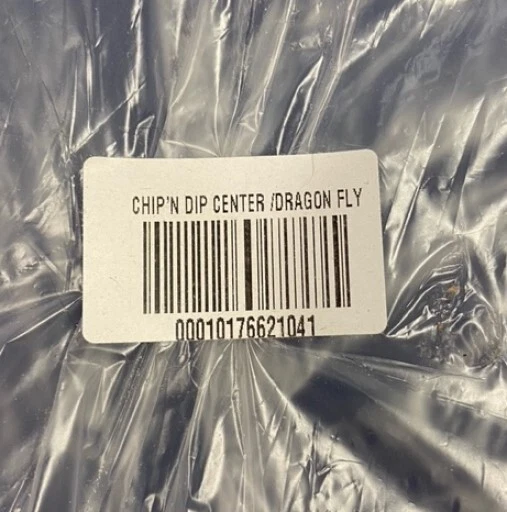 CHIP'N DIP CENTER /DRAGON FLY
00010176621041